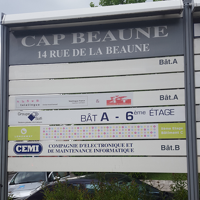 CAP BEAUNE
14 RUE DE LA BEAUNE
Bât.A
Bât.A
BÂT A - 6ème ÉTAGE
CEMI COMPAGNIE D'ELECTRONIQUE ET
DE MAINTENANCE INFORMATIQUE
Bât.B